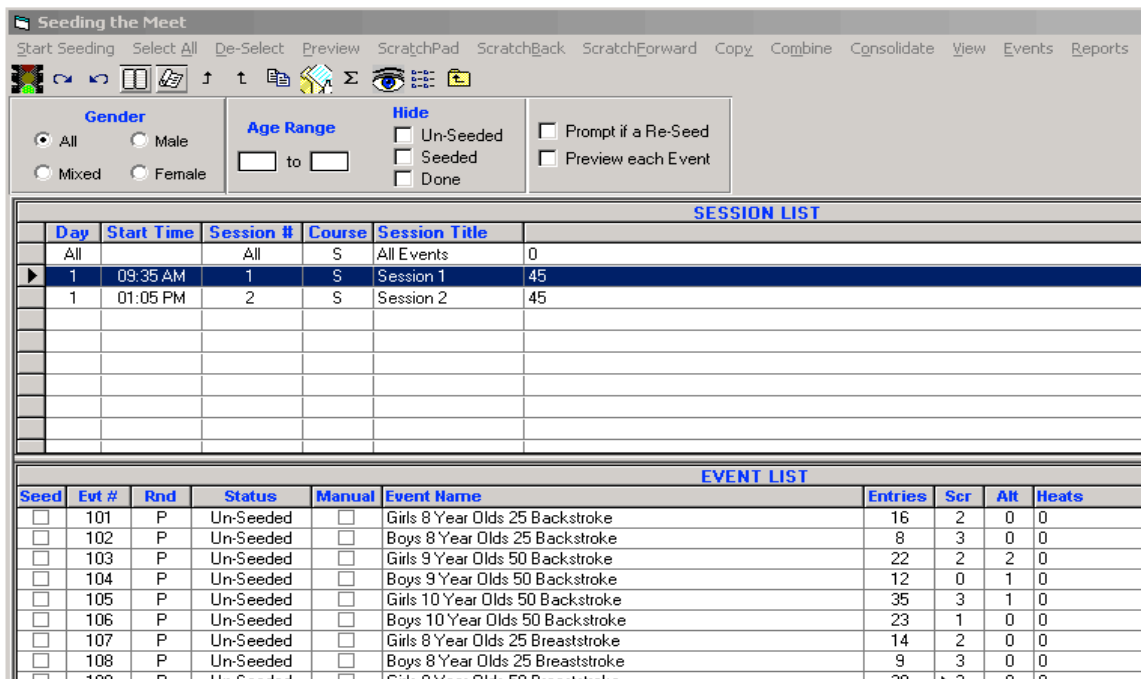 Seeding the Meet
Start Seeding Select All De-Select Preview ScratchPad ScratchBack ScratchForward Copy Combine Consolidate View Events Reports
Gender
All Male
Mixed Female
Age Range
to
Hide
Un-Seeded
Seeded
Done
Prompt if a Re-Seed
Preview each Event
SESSION LIST
Day Start Time Session # Course Session Title
All All S All Events 0
1 09:35 AM 1 S Session 1 45
1 01:05 PM 2 S Session 2 45
EVENT LIST
Seed Evt # Rnd Status Manual Event Name Entries Scr Alt Heats
101 P Un-Seeded Girls 8 Year Olds 25 Backstroke 16 2 0 0
102 P Un-Seeded Boys 8 Year Olds 25 Backstroke 8 3 0 0
103 P Un-Seeded Girls 9 Year Olds 50 Backstroke 22 2 2 0
104 P Un-Seeded Boys 9 Year Olds 50 Backstroke 12 0 1 0
105 P Un-Seeded Girls 10 Year Olds 50 Backstroke 35 3 1 0
106 P Un-Seeded Boys 10 Year Olds 50 Backstroke 23 1 0 0
107 P Un-Seeded Girls 8 Year Olds 25 Breaststroke 14 2 0 0
108 P Un-Seeded Boys 8 Year Olds 25 Breaststroke 9 3 0 0